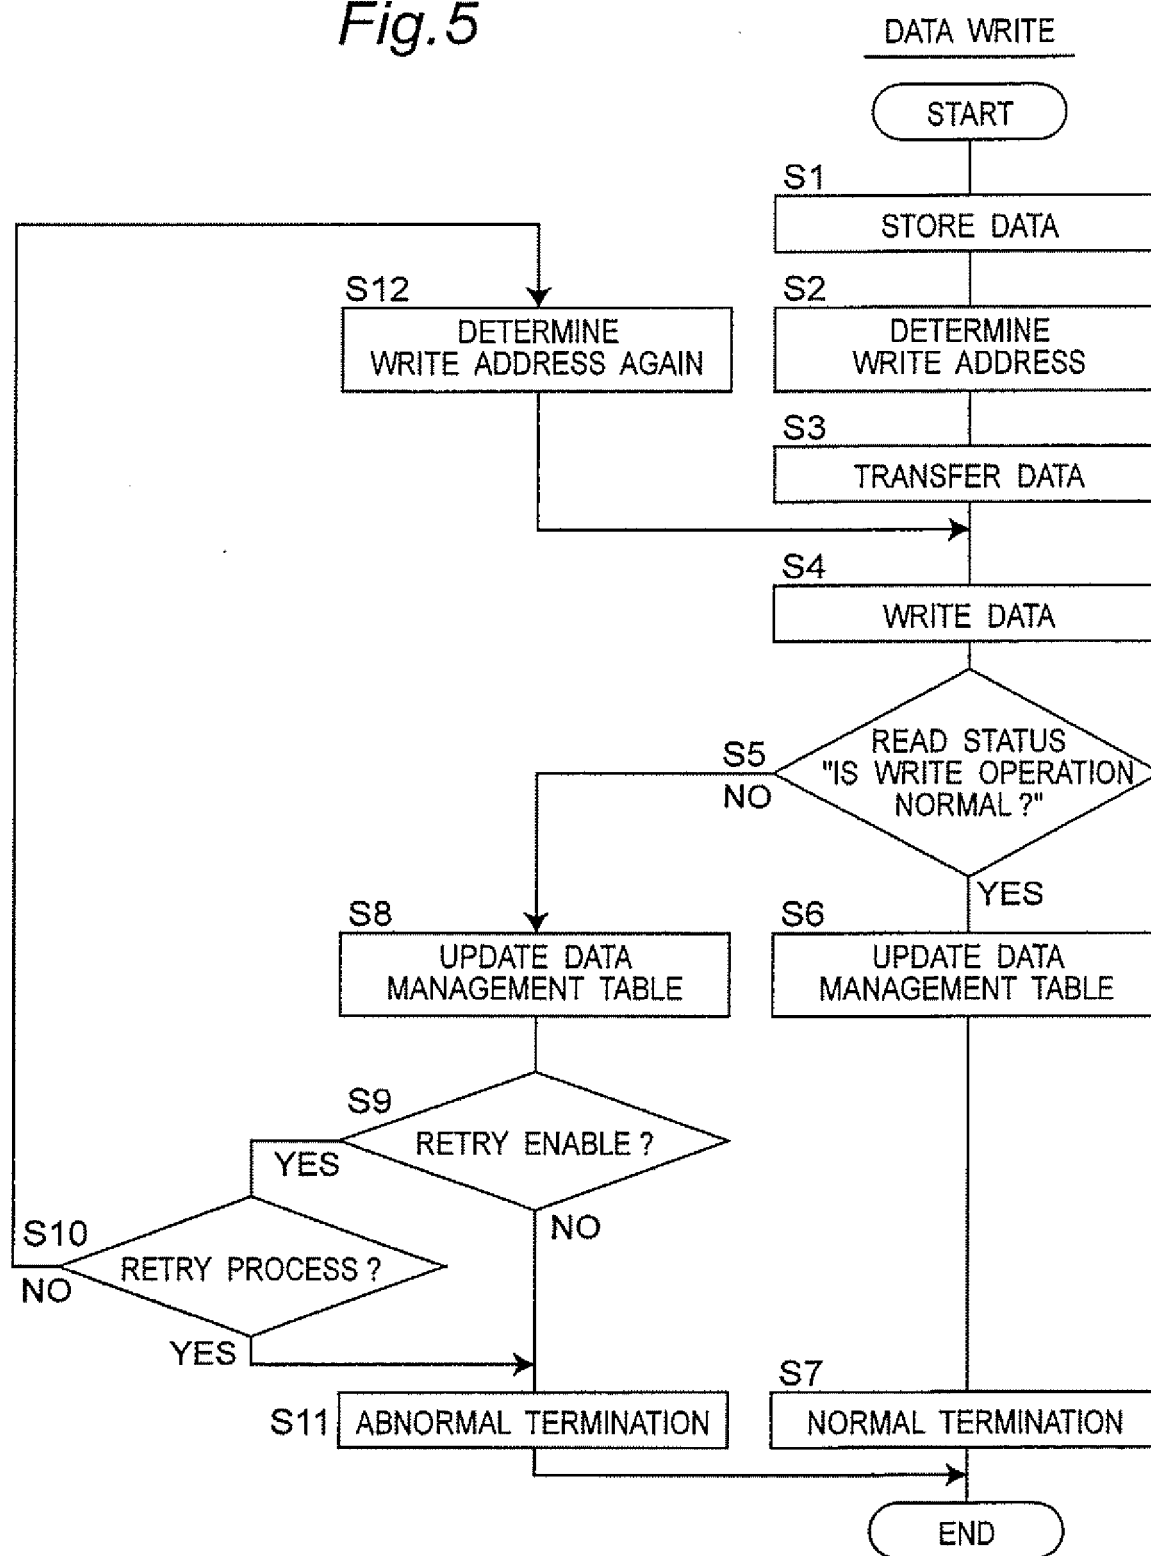 Fig.5
DATA WRITE
START
S1
STORE DATA
S12
DETERMINE
WRITE ADDRESS AGAIN
S2
DETERMINE
WRITE ADDRESS
S3
TRANSFER DATA
S4
WRITE DATA
S5
NO
READ STATUS
"IS WRITE OPERATION
NORMAL?"
YES
S8
UPDATE DATA
MANAGEMENT TABLE
S6
UPDATE DATA
MANAGEMENT TABLE
S9
YES
RETRY ENABLE?
NO
S10
NO
RETRY PROCESS?
YES
S11
ABNORMAL TERMINATION
S7
NORMAL TERMINATION
END